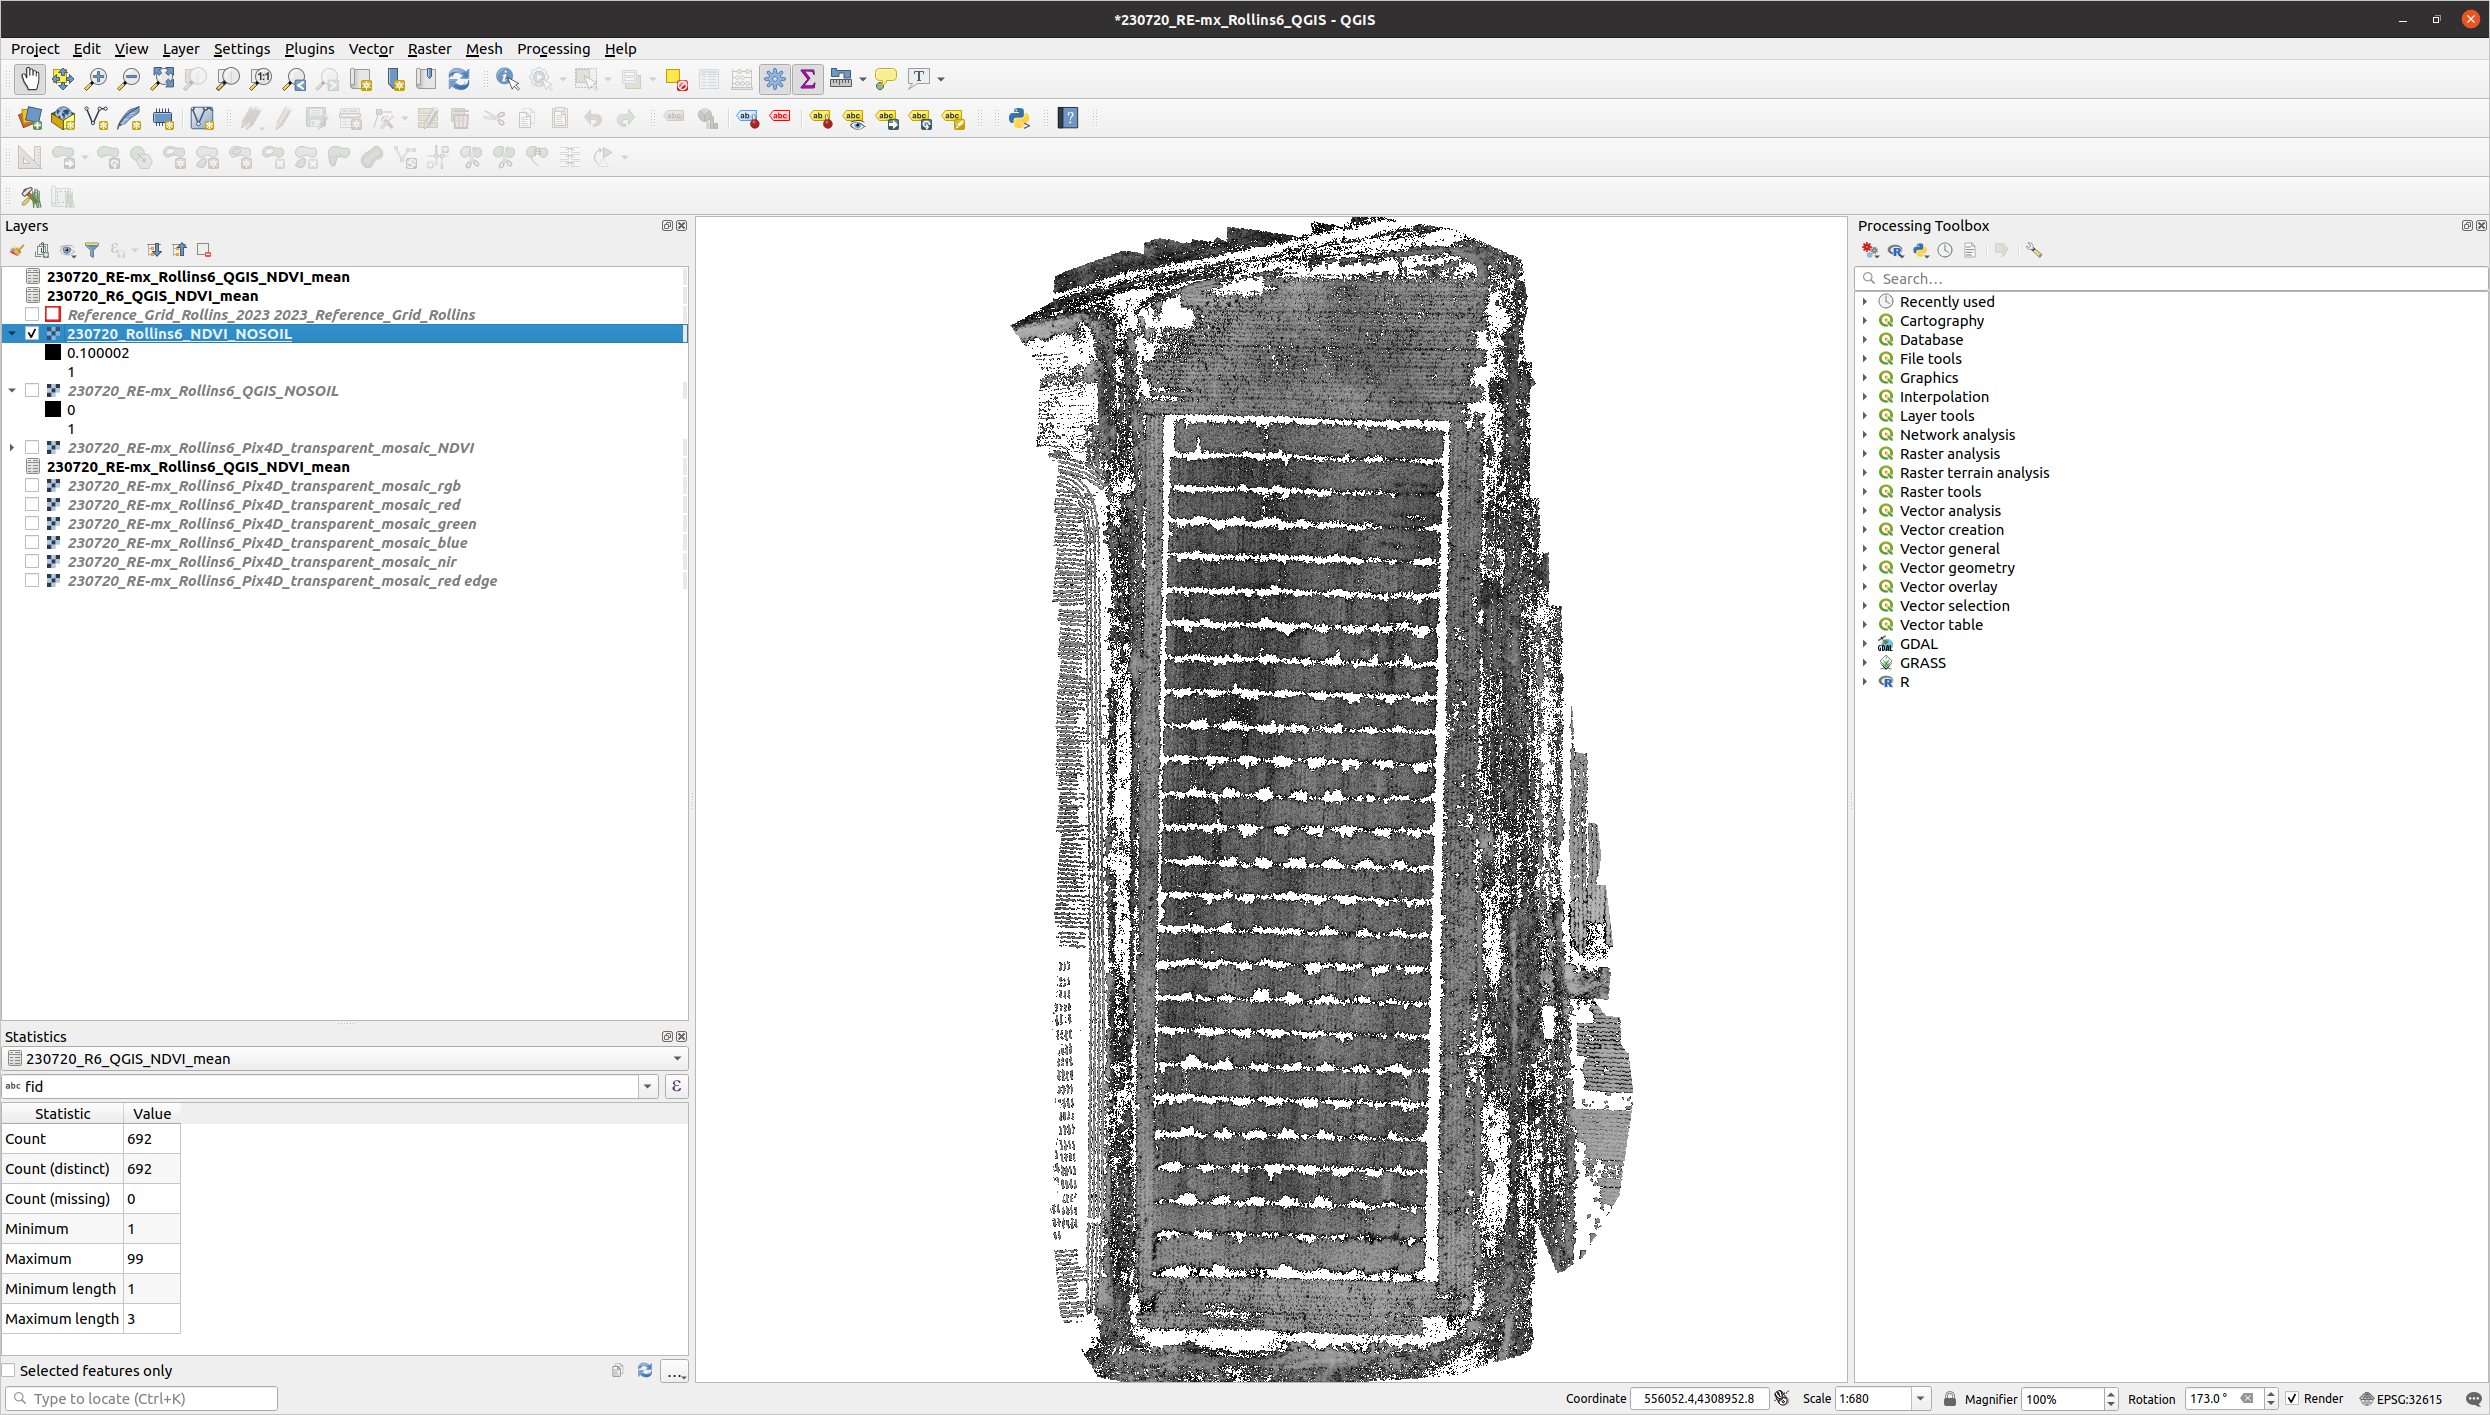 *230720_RE-mx_Rollins6_QGIS - QGIS
Project Edit View Layer Settings Plugins Vector Raster Mesh Processing Help
Layers
230720_RE-mx_Rollins6_QGIS_NDVI_mean
230720_R6_QGIS_NDVI_mean
Reference_Grid_Rollins_2023 2023_Reference_Grid_Rollins
230720_Rollins6_NDVI_NOSOIL
0.100002
1
230720_RE-mx_Rollins6_QGIS_NOSOIL
0
1
230720_RE-mx_Rollins6_Pix4D_transparent_mosaic_NDVI
230720_RE-mx_Rollins6_QGIS_NDVI_mean
230720_RE-mx_Rollins6_Pix4D_transparent_mosaic_rgb
230720_RE-mx_Rollins6_Pix4D_transparent_mosaic_red
230720_RE-mx_Rollins6_Pix4D_transparent_mosaic_green
230720_RE-mx_Rollins6_Pix4D_transparent_mosaic_blue
230720_RE-mx_Rollins6_Pix4D_transparent_mosaic_nir
230720_RE-mx_Rollins6_Pix4D_transparent_mosaic_red edge
Statistics
230720_R6_QGIS_NDVI_mean
abc fid
ε
Statistic Value
Count 692
Count (distinct) 692
Count (missing) 0
Minimum 1
Maximum 99
Minimum length 1
Maximum length 3
Selected features only
...
Type to locate (Ctrl+K)
Processing Toolbox
Search...
Recently used
Cartography
Database
File tools
Graphics
Interpolation
Layer tools
Network analysis
Raster analysis
Raster terrain analysis
Raster tools
Vector analysis
Vector creation
Vector general
Vector geometry
Vector overlay
Vector selection
Vector table
GDAL
GRASS
R
Coordinate 556052.4,4308952.8 Scale 1:680 Magnifier 100% Rotation 173.0 ° Render EPSG:32615